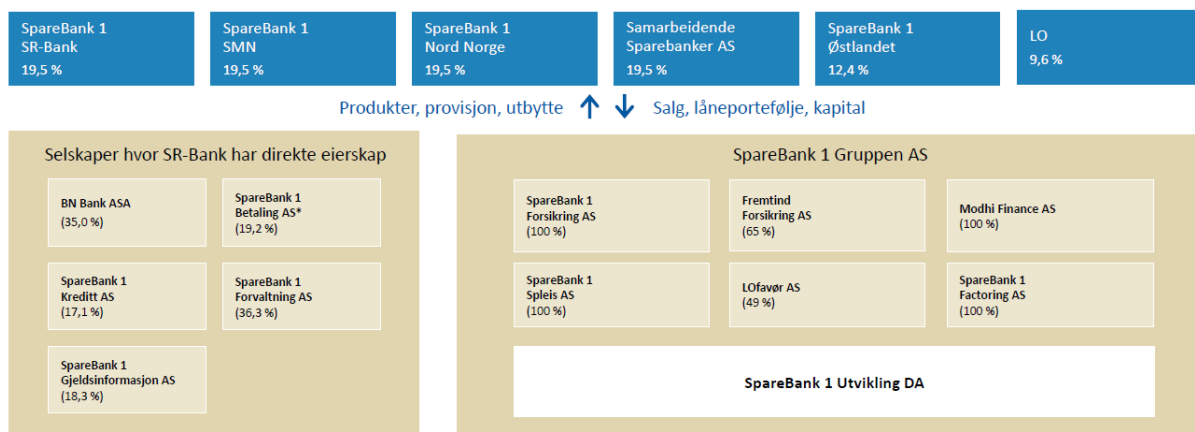 SpareBank 1
SR-Bank
19,5 %
SpareBank 1
SMN
19,5 %
SpareBank 1
Nord Norge
19,5 %
Samarbeidende
Sparebanker AS
19,5 %
SpareBank 1
Østlandet
12,4 %
LO
9,6 %
Produkter, provisjon, utbytte
Salg, låneportefølje, kapital
Selskaper hvor SR-Bank har direkte eierskap
BN Bank ASA
(35,0 %)
SpareBank 1
Betaling AS*
(19,2 %)
SpareBank 1
Kreditt AS
(17,1 %)
SpareBank 1
Forvaltning AS
(36,3 %)
SpareBank 1
Gjeldsinformasjon AS
(18,3 %)
SpareBank 1 Gruppen AS
SpareBank 1
Forsikring AS
(100 %)
Fremtind
Forsikring AS
(65 %)
Modhi Finance AS
(100 %)
SpareBank 1
Spleis AS
(100 %)
LOfavør AS
(49 %)
SpareBank 1
Factoring AS
(100 %)
SpareBank 1 Utvikling DA